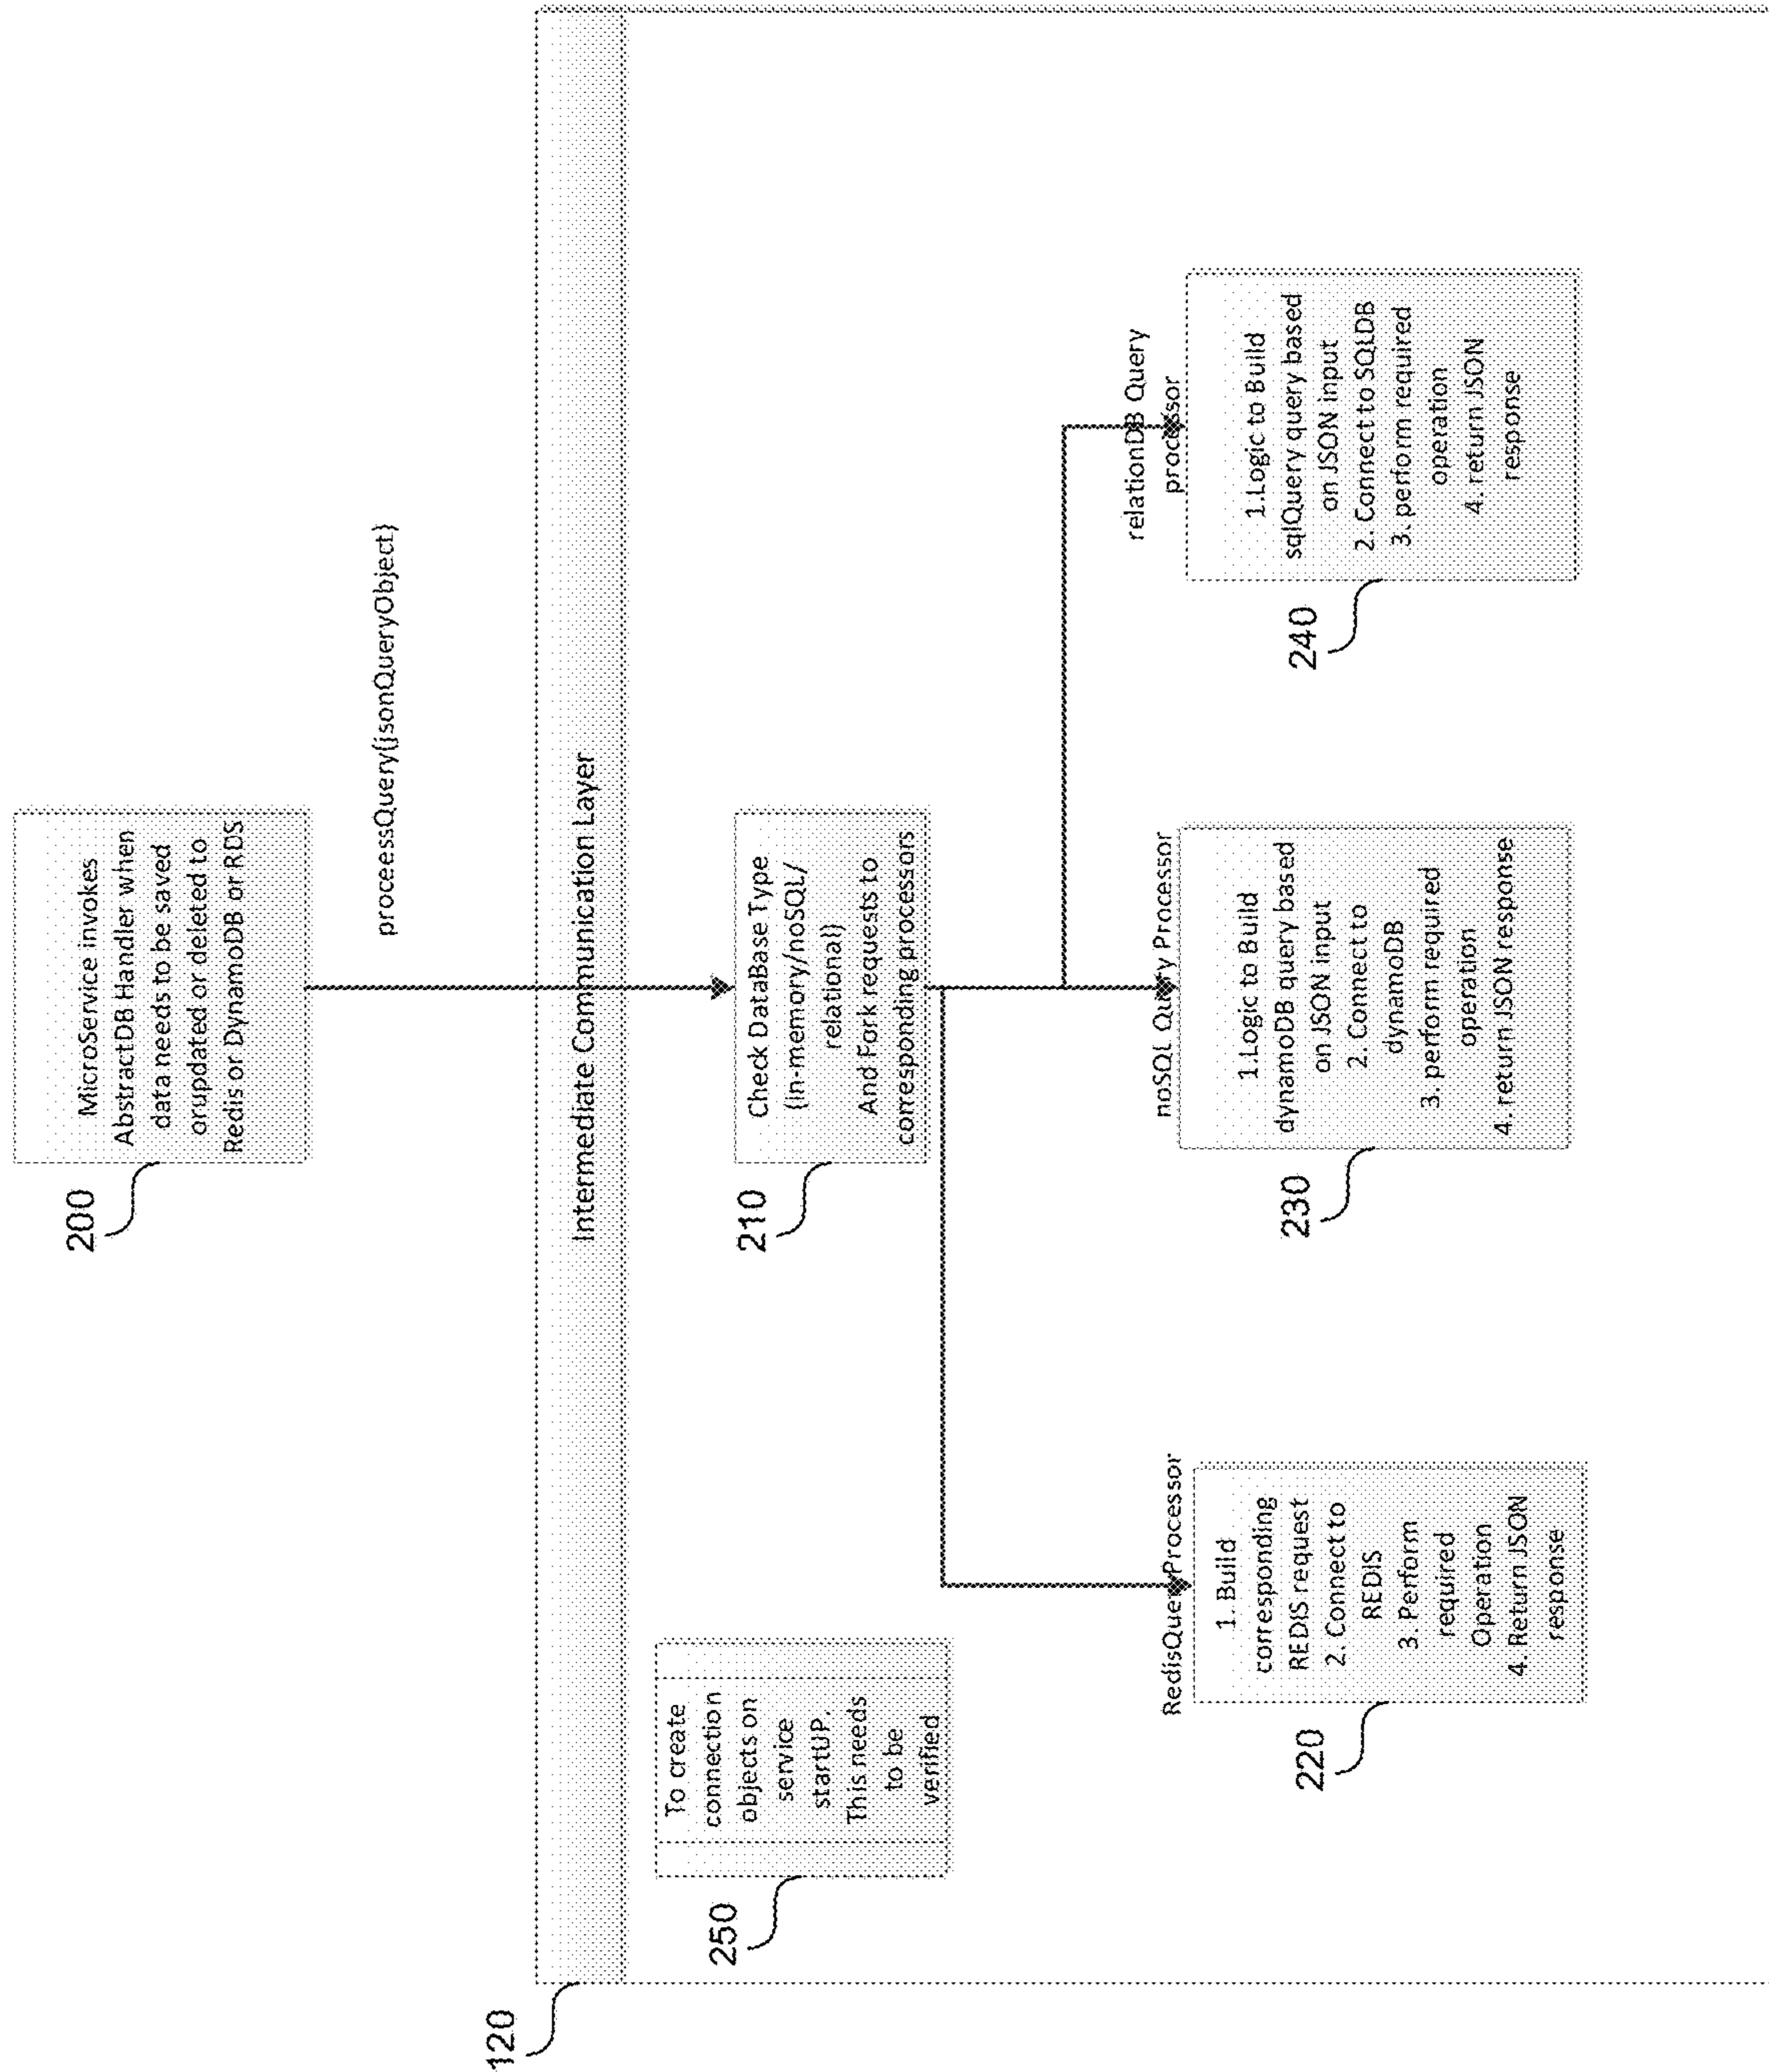 200
MicroService invokes
AbstractDB Handler when
data needs to be saved
orupdated or deleted to
Redis or DynamoDB or RDS
processQuery(jsonQueryObject)
120
Intermediate Communication Layer
250
To create
connection
objects on
service
startUP.
This needs
to be
verified
210
Check DataBase Type
(in-memory/noSQL/
relational)
And Fork requests to
corresponding processors
RedisQueryProcessor
220
1. Build
corresponding
REDIS request
2. Connect to
REDIS
3. Perform
required
Operation
4. Return JSON
response
noSQL Query Processor
230
1.Logic to Build
dynamoDB query based
on JSON input
2. Connect to
dynamoDB
3. perform required
operation
4. return JSON response
relationDB Query
processor
240
1.Logic to Build
sqlQuery query based
on JSON input
2. Connect to SQLDB
3. perform required
operation
4. return JSON
response